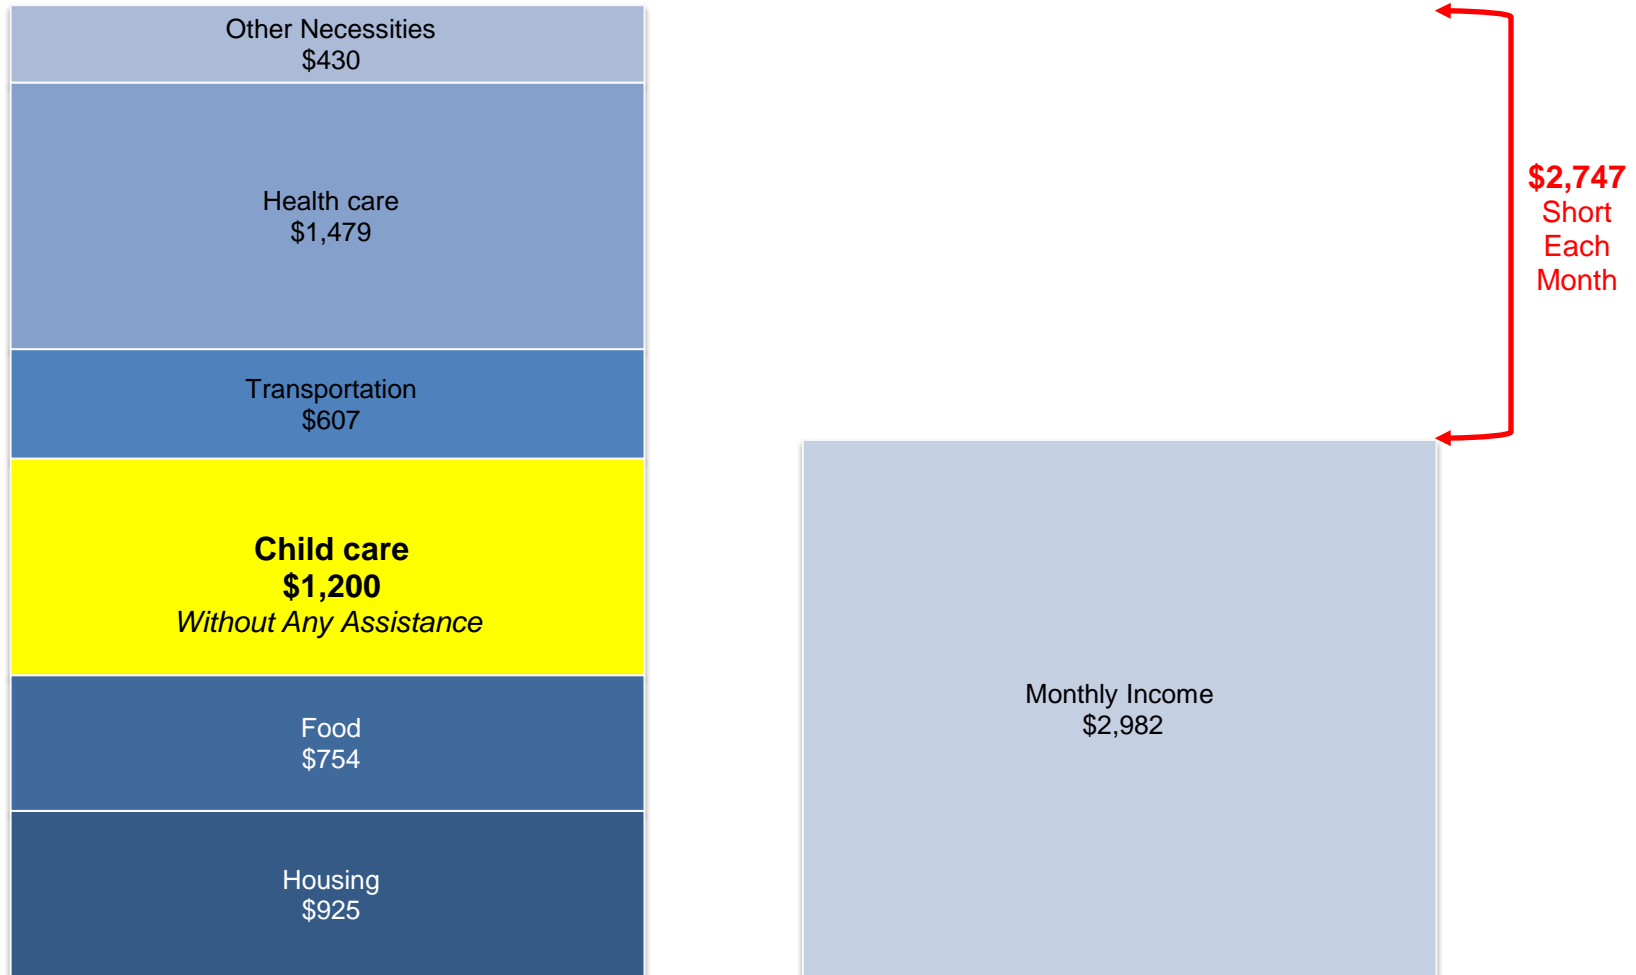 Other Necessities
$430
Health care
$1,479
Transportation
$607
Child care
$1,200
Without Any Assistance
Food
$754
Housing
$925
Monthly Income
$2,982
$2,747
Short
Each
Month